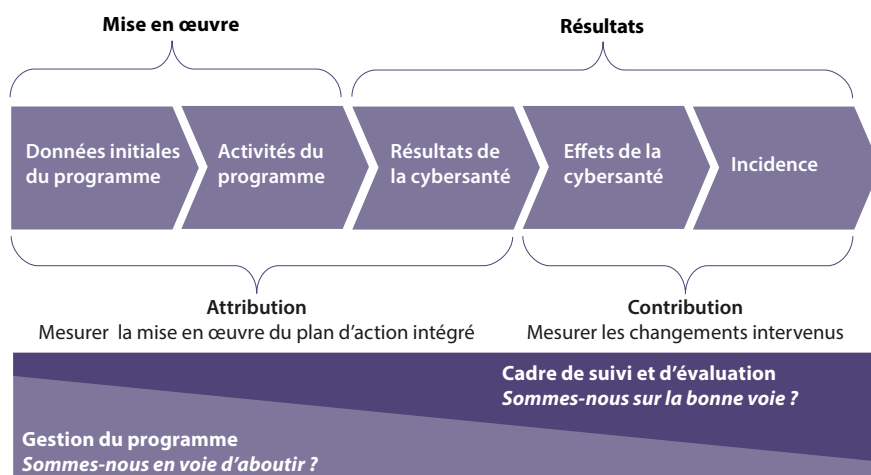 Mise en œuvre
Résultats
Données initiales
du programme
Activités du
programme
Résultats de
la cybersanté
Effets de la
cybersanté
Incidence
Attribution
Mesurer la mise en œuvre du plan d’action intégré
Contribution
Mesurer les changements intervenus
Cadre de suivi et d’évaluation
Sommes-nous sur la bonne voie ?
Gestion du programme
Sommes-nous en voie d’aboutir ?